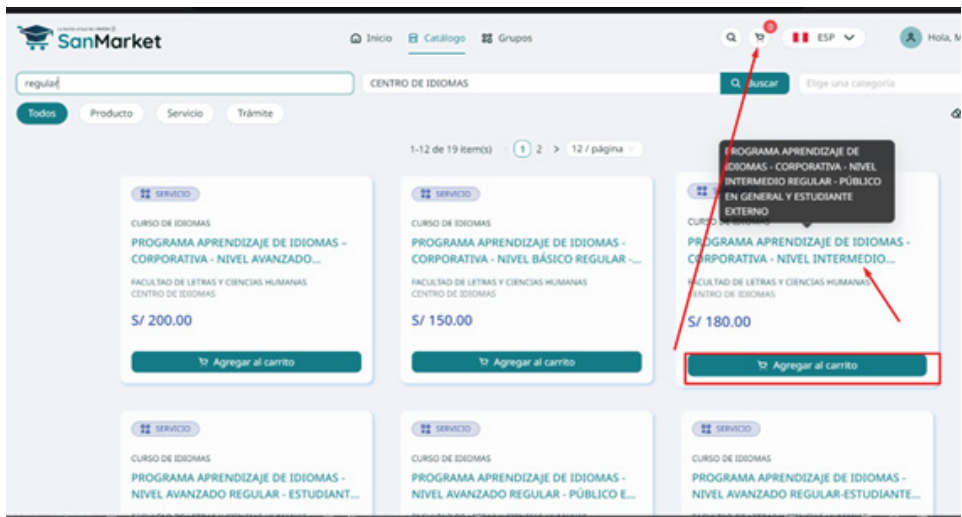 SanMarket
Inicio
Catálogo
Grupos
0
ESP
Hola, M
regular
CENTRO DE IDIOMAS
Buscar
Elige una categoría
Todos
Producto
Servicio
Trámite
1-12 de 19 item(s)
< 1 2 >
12 / página
PROGRAMA APRENDIZAJE DE
IDIOMAS - CORPORATIVA - NIVEL
INTERMEDIO REGULAR - PÚBLICO
EN GENERAL Y ESTUDIANTE
EXTERNO
SERVICIO
CURSO DE IDIOMAS
PROGRAMA APRENDIZAJE DE IDIOMAS –
CORPORATIVA - NIVEL AVANZADO...
FACULTAD DE LETRAS Y CIENCIAS HUMANAS
CENTRO DE IDIOMAS
S/ 200.00
Agregar al carrito
SERVICIO
CURSO DE IDIOMAS
PROGRAMA APRENDIZAJE DE IDIOMAS -
CORPORATIVA - NIVEL BÁSICO REGULAR -...
FACULTAD DE LETRAS Y CIENCIAS HUMANAS
CENTRO DE IDIOMAS
S/ 150.00
Agregar al carrito
PROGRAMA APRENDIZAJE DE IDIOMAS -
CORPORATIVA - NIVEL INTERMEDIO...
FACULTAD DE LETRAS Y CIENCIAS HUMANAS
CENTRO DE IDIOMAS
S/ 180.00
Agregar al carrito
SERVICIO
CURSO DE IDIOMAS
PROGRAMA APRENDIZAJE DE IDIOMAS -
NIVEL AVANZADO REGULAR - ESTUDIANT...
SERVICIO
CURSO DE IDIOMAS
PROGRAMA APRENDIZAJE DE IDIOMAS -
NIVEL AVANZADO REGULAR - PÚBLICO E...
SERVICIO
CURSO DE IDIOMAS
PROGRAMA APRENDIZAJE DE IDIOMAS -
NIVEL AVANZADO REGULAR-ESTUDIANTE...